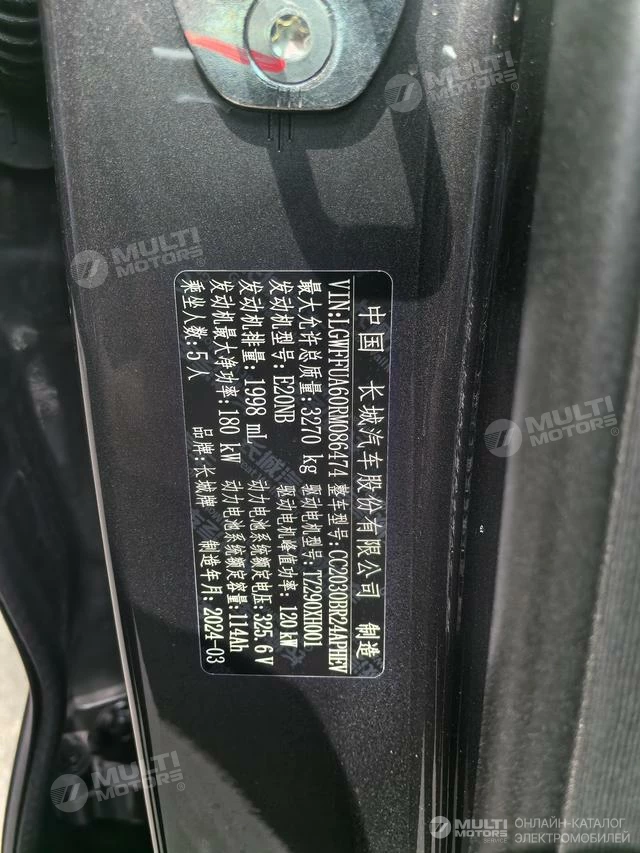 中国 长城汽车股份有限公司 制造
VIN:LGWFFUA60RM086474 整车型号:CC2030BR24APHEV
最大允许总质量:3270 kg 驱动电机型号:TZ290XH001
发动机型号:E20NB 驱动电机峰值功率:120 kW
发动机排量:1998 mL 动力电池系统额定电压:325.6 V
发动机最大净功率:180 kW 动力电池系统额定容量:114Ah
乘坐人数:5人 品牌:长城牌 制造年月:2024-03
MULTI
MOTORS
MULTI
MOTORS
MULTI
MOTORS
MULTI
MOTORS
MULTI
MOTORS
ОНЛАЙН-КАТАЛОГ
ЭЛЕКТРОМОБИЛЕЙ